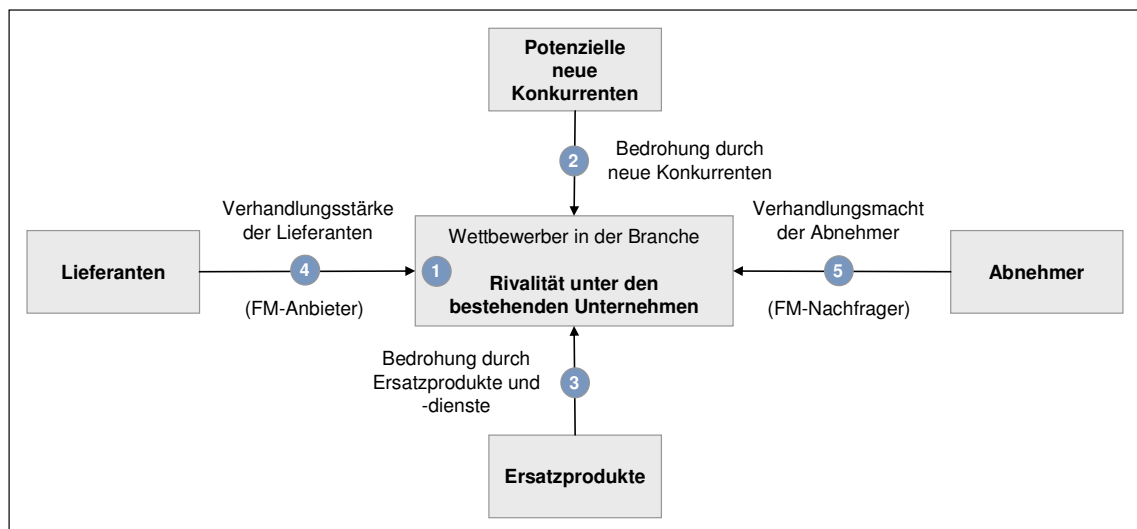 Potenzielle
neue
Konkurrenten
2
Bedrohung durch
neue Konkurrenten
Verhandlungsstärke
der Lieferanten
Lieferanten
4
(FM-Anbieter)
Wettbewerber in der Branche
1
Rivalität unter den
bestehenden Unternehmen
Verhandlungsmacht
der Abnehmer
5
(FM-Nachfrager)
Abnehmer
Bedrohung durch
Ersatzprodukte und
-dienste
3
Ersatzprodukte